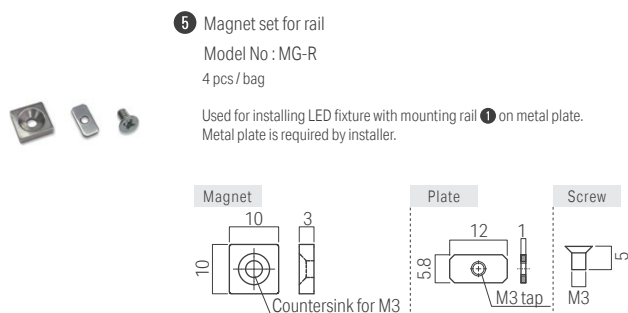 5 Magnet set for rail
Model No : MG-R
4 pcs / bag
Used for installing LED fixture with mounting rail 1 on metal plate.
Metal plate is required by installer.
Magnet
Plate
Screw
10
3
10
Countersink for M3
12
1
5.8
M3 tap
5
M3